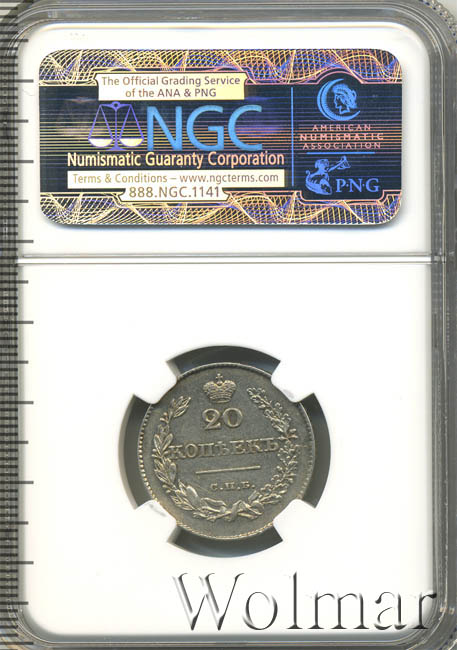 The Official Grading Service
of the ANA & PNG
NGC
Numismatic Guaranty Corporation
Terms & Conditions – www.ngcterms.com
888.NGC.1141
AMERICAN
NUMISMATIC
ASSOCIATION
P·N·G
20
КОПѢЕКЪ
С.П.Б.
Wolmar